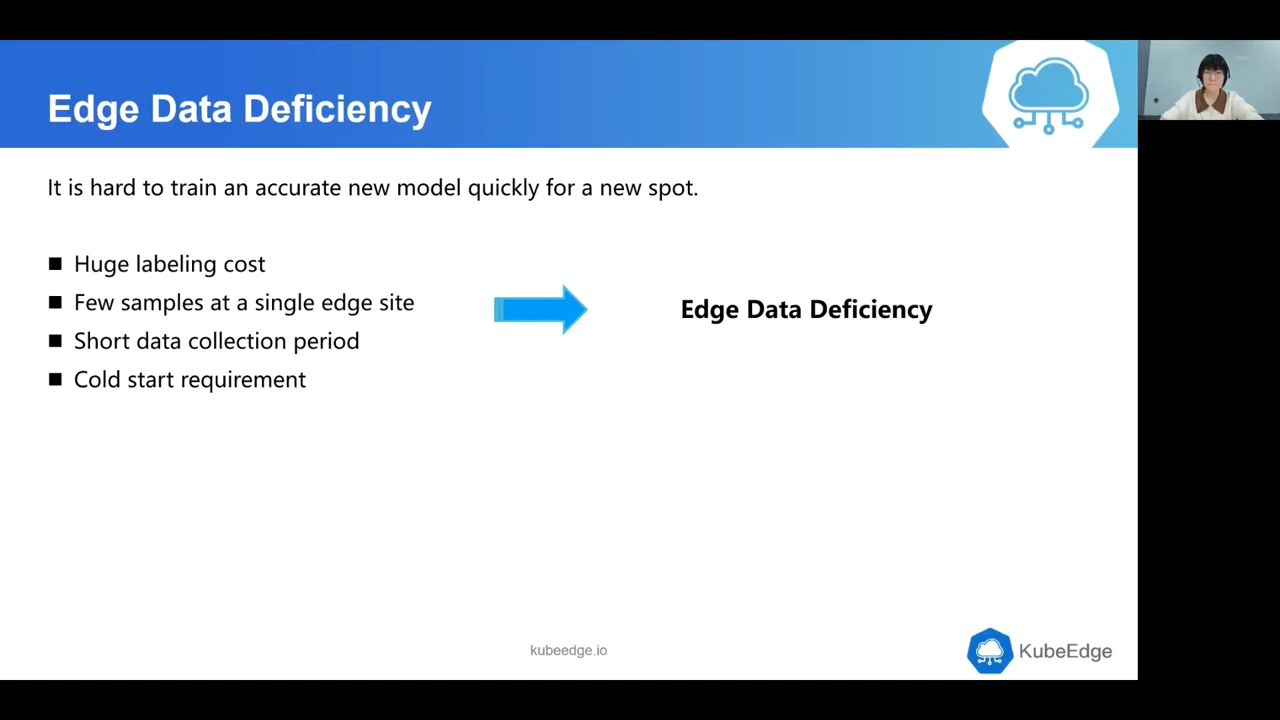 Edge Data Deficiency
It is hard to train an accurate new model quickly for a new spot.
Huge labeling cost
Few samples at a single edge site
Short data collection period
Cold start requirement
Edge Data Deficiency
kubeedge.io
KubeEdge